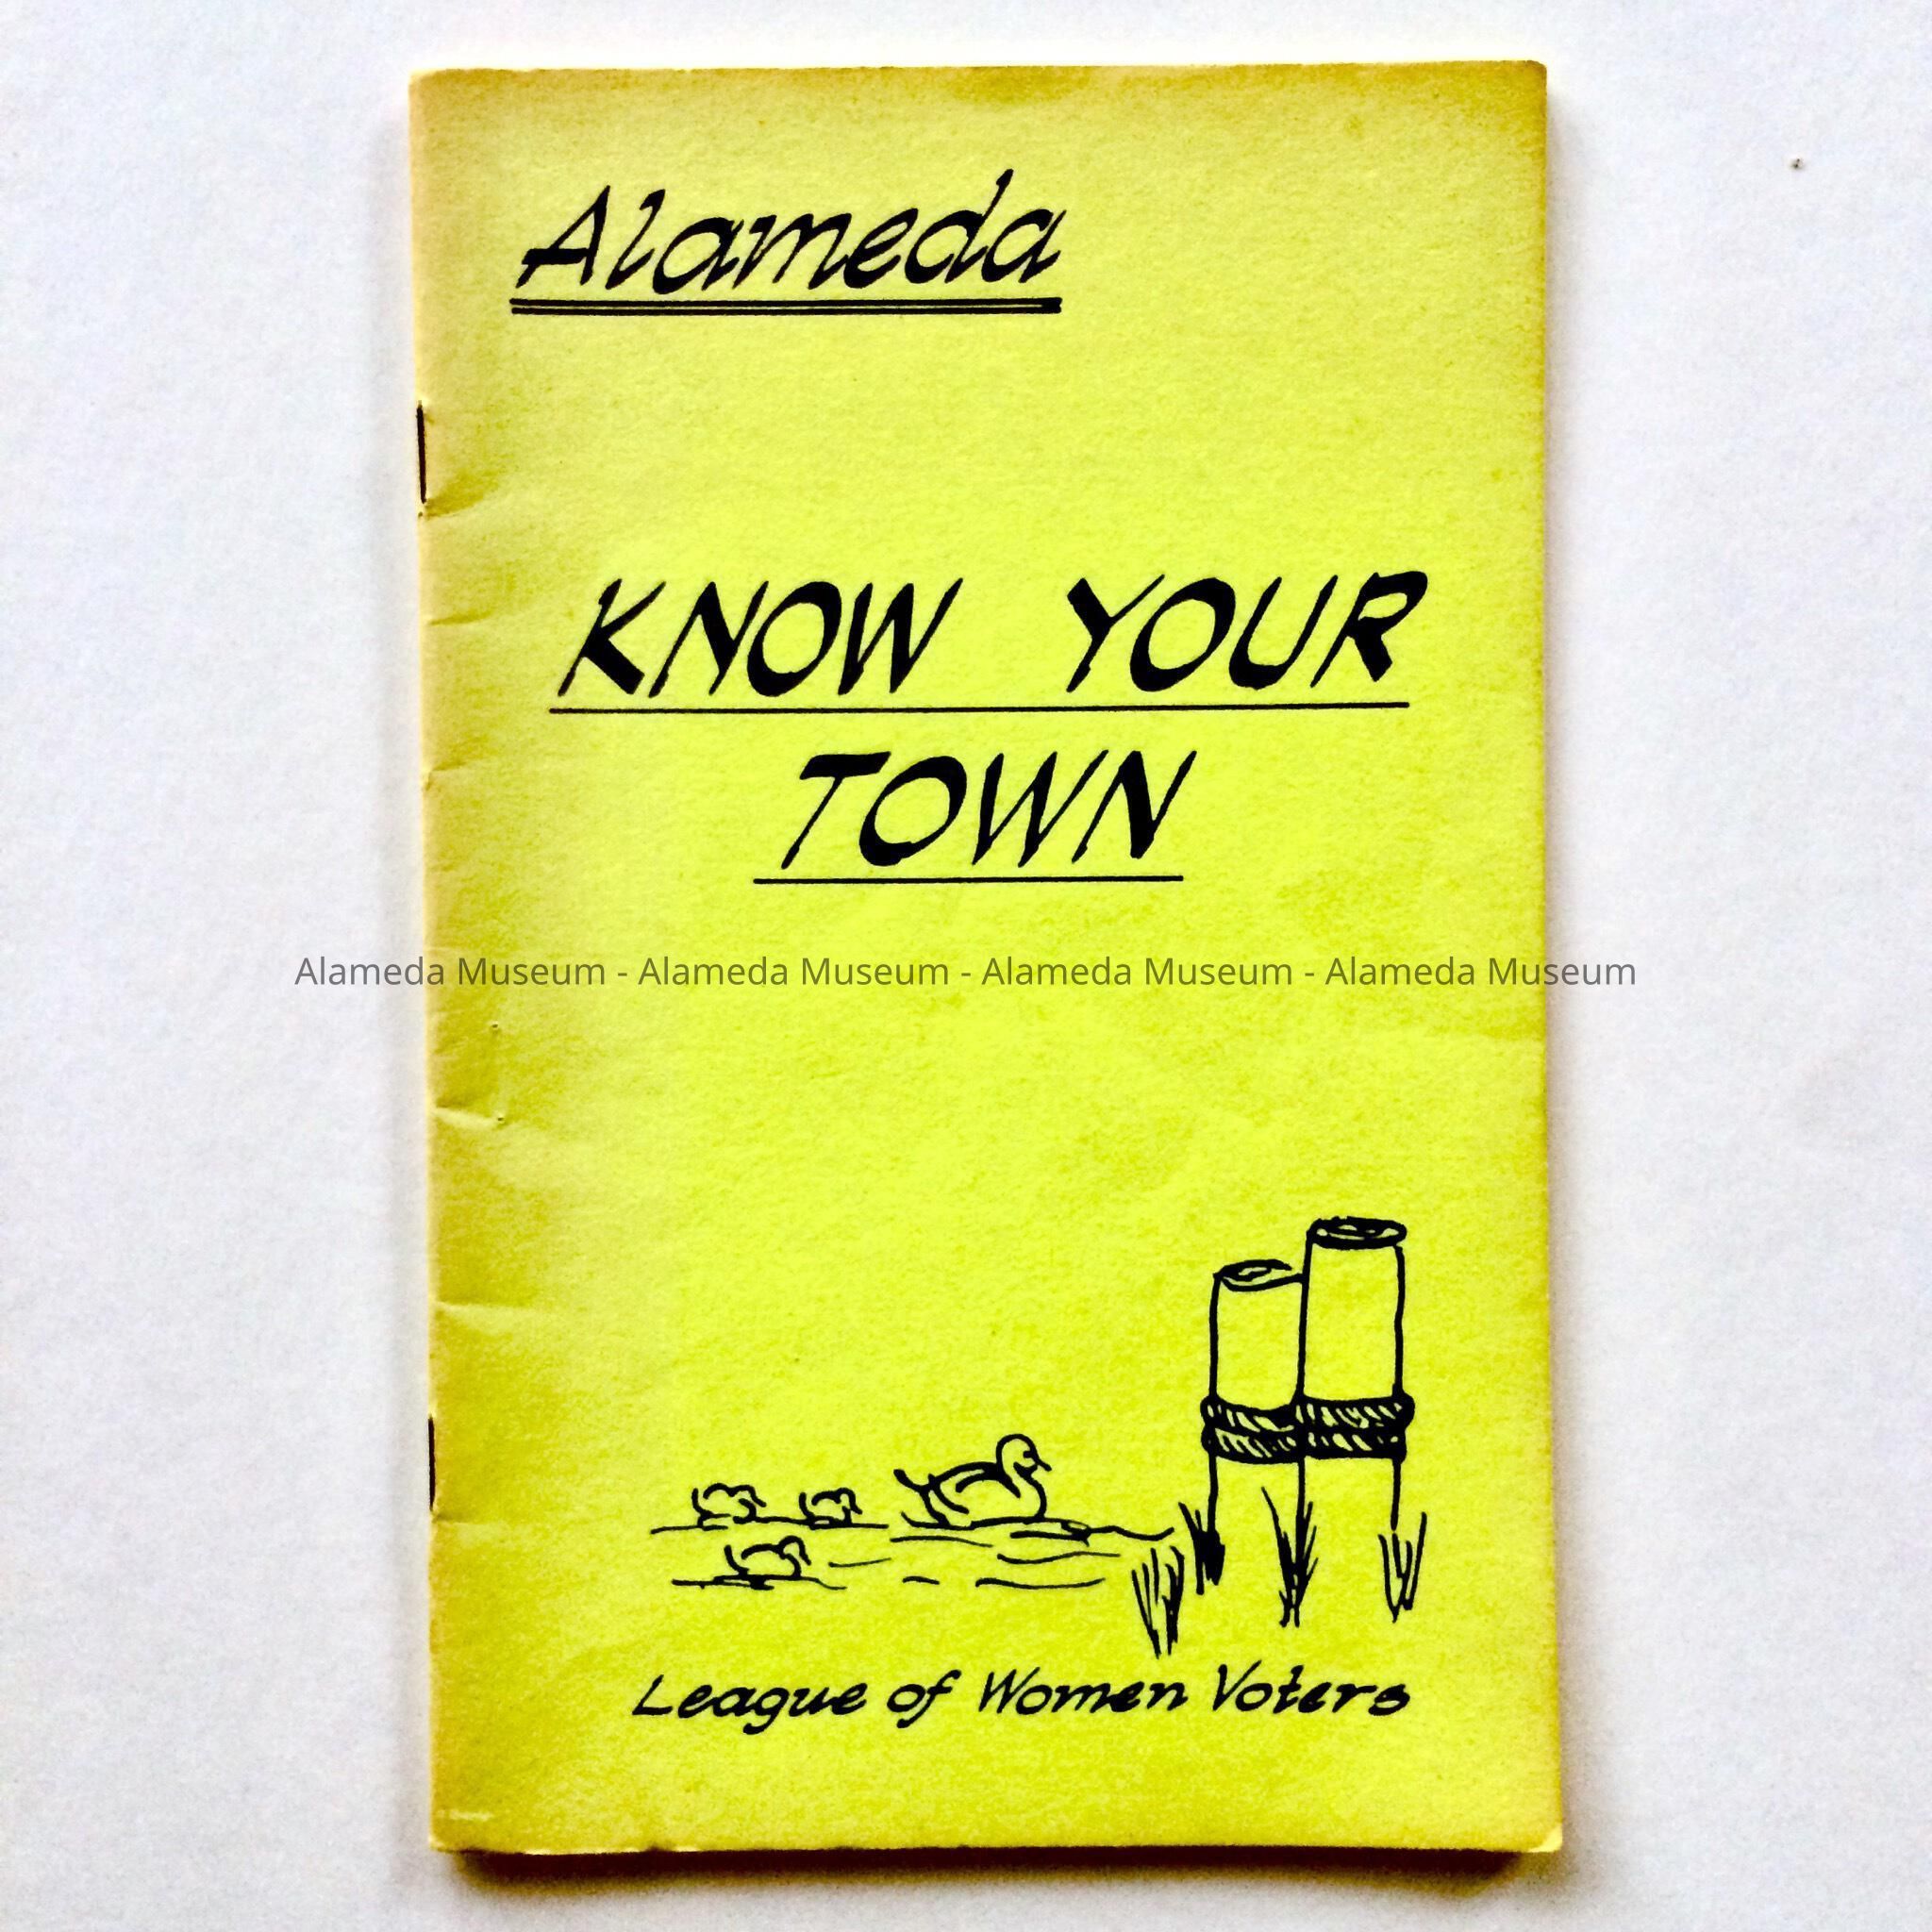 Alameda
KNOW YOUR
TOWN
Alameda Museum - Alameda Museum - Alameda Museum - Alameda Museum
League of Women Voters